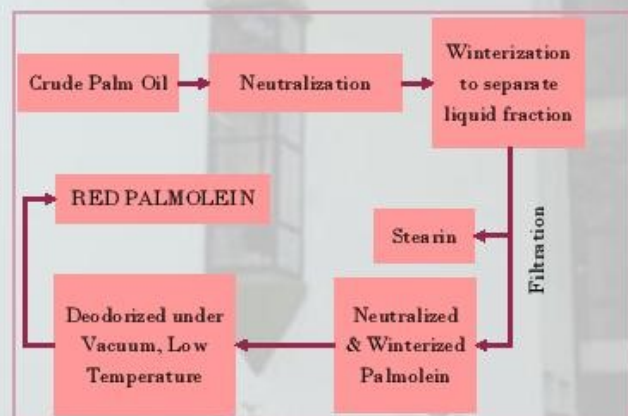 Crude Palm Oil
Neutralization
Winterization
to separate
liquid fraction
RED PALMOLEIN
Stearin
Filtration
Deodorized under
Vacuum, Low
Temperature
Neutralized
& Winterized
Palmolein